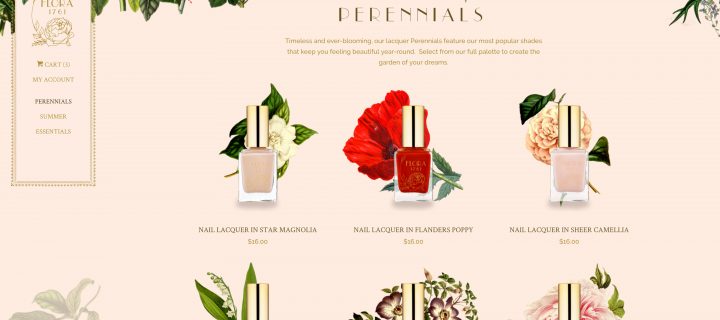 FLORA
1761
CART (3)
MY ACCOUNT
PERENNIALS
SUMMER
ESSENTIALS
PERENNIALS
Timeless and ever-blooming, our lacquer Perennials feature our most popular shades
that keep you feeling beautiful year-round. Select from our full palette to create the
garden of your dreams.
FLORA
1761
NAIL LACQUER IN STAR MAGNOLIA
$16.00
NAIL LACQUER IN FLANDERS POPPY
$16.00
NAIL LACQUER IN SHEER CAMELLIA
$16.00